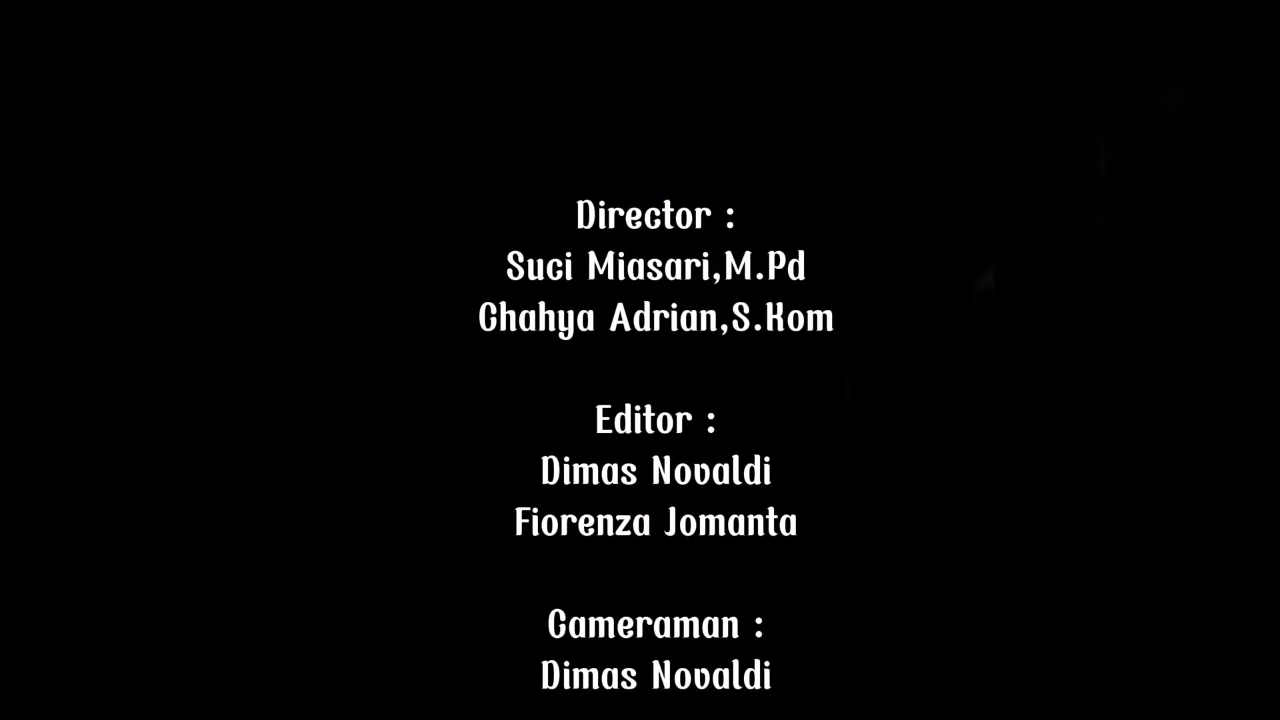 Director :
Suci Miasari,M.Pd
Chahya Adrian,S.Kom
Editor :
Dimas Novaldi
Fiorenza Jomanta
Cameraman :
Dimas Novaldi